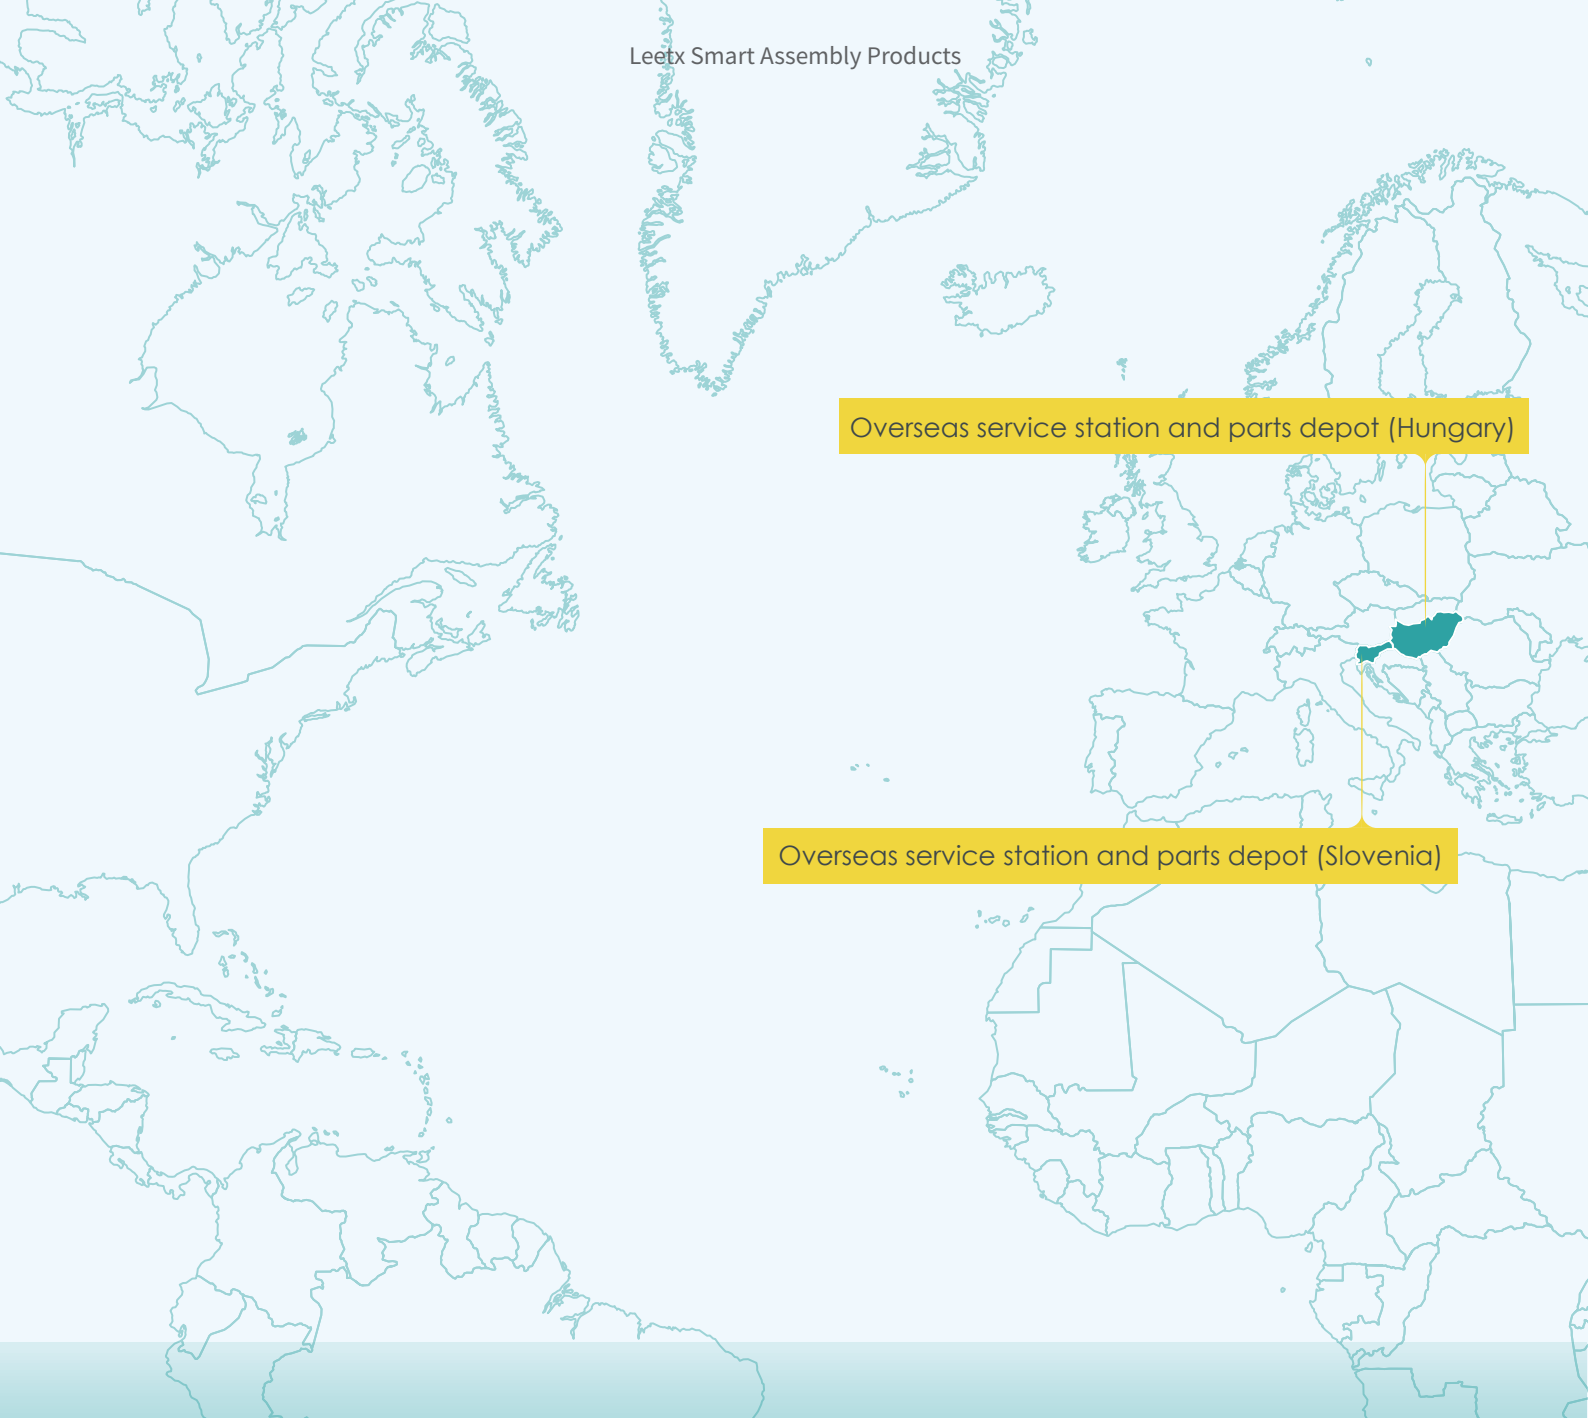 Leetx Smart Assembly Products
Overseas service station and parts depot (Hungary)
Overseas service station and parts depot (Slovenia)